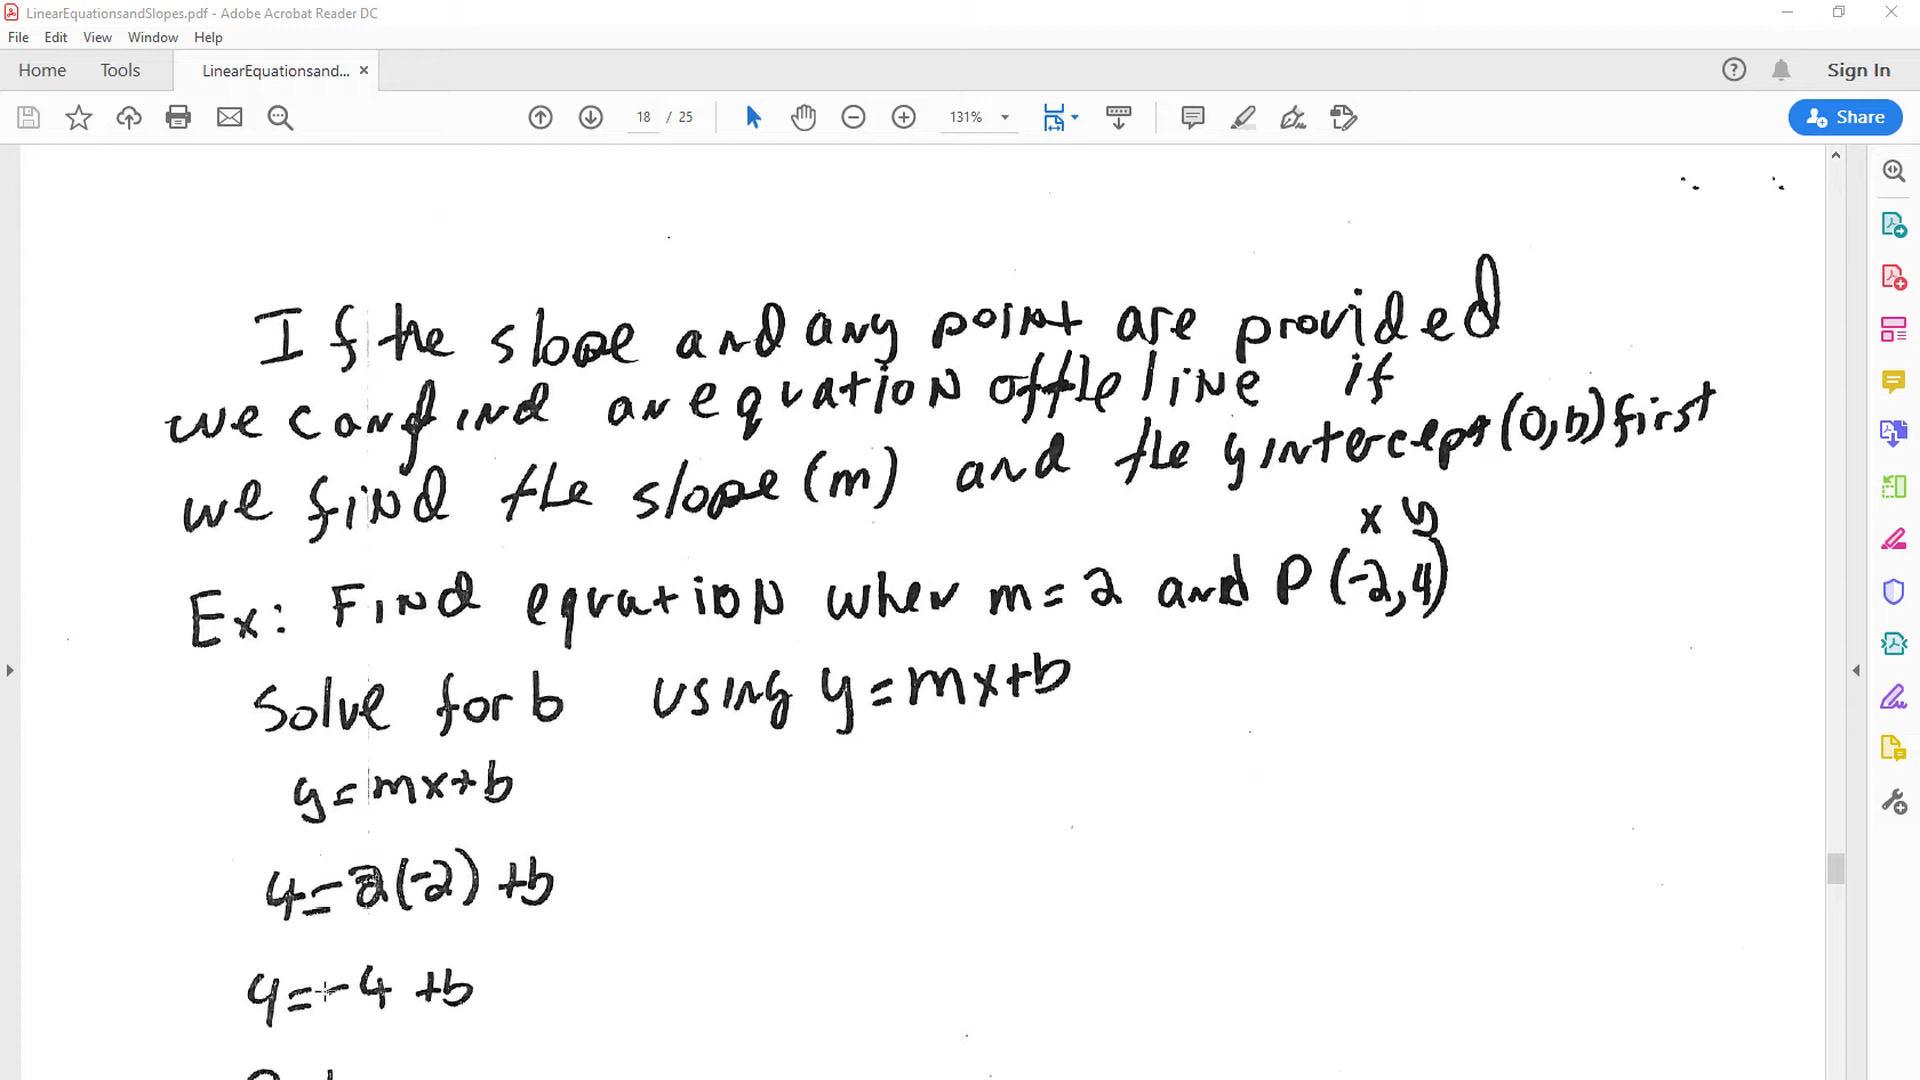 LinearEquationsandSlopes.pdf - Adobe Acrobat Reader DC
File Edit View Window Help
Home Tools LinearEquationsand... × Sign In
18 / 25 131% Share
If the slope and any point are provided
we can find an equation of the line if
we find the slope (m) and the y intercept (0,b) first
x y
Ex: Find equation when m = 2 and P (-2,4)
Solve for b using y = mx+b
y = mx+b
4 = 2(-2) +b
4 = -4 +b